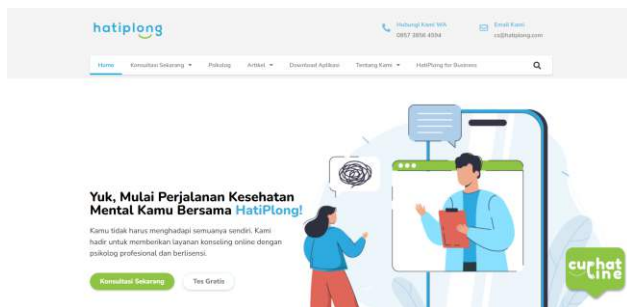 hatiplong
Hubungi Kami WA
0857 3856 4594
Email Kami
cs@hatiplong.com
Home Konsultasi Sekarang Psikolog Artikel Download Aplikasi Tentang Kami HatiPlong for Business
Yuk, Mulai Perjalanan Kesehatan
Mental Kamu Bersama HatiPlong!
Kamu tidak harus menghadapi semuanya sendiri. Kami
hadir untuk memberikan layanan konseling online dengan
psikolog profesional dan berlisensi.
Konsultasi Sekarang Tes Gratis
curhat
line